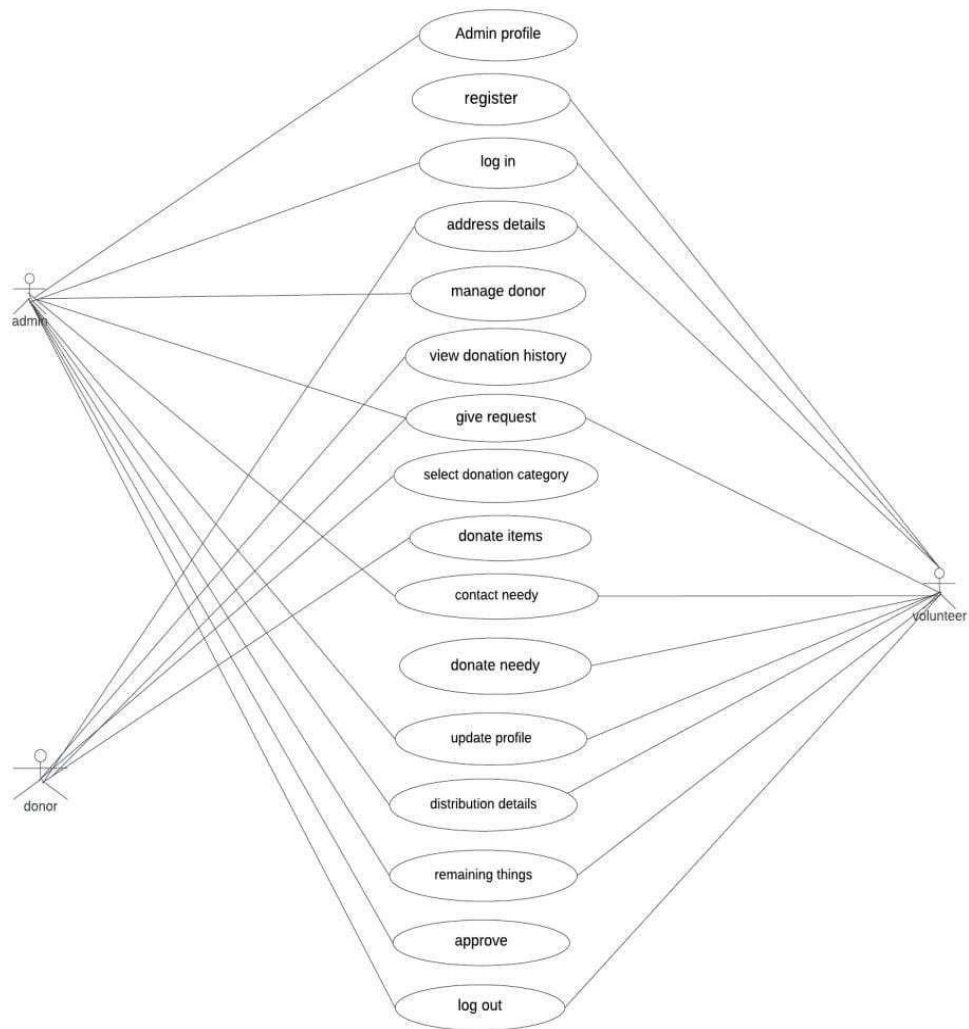 Admin profile
register
log in
address details
manage donor
admin
view donation history
give request
select donation category
donate items
contact needy
volunteer
donate needy
update profile
distribution details
donor
remaining things
approve
log out